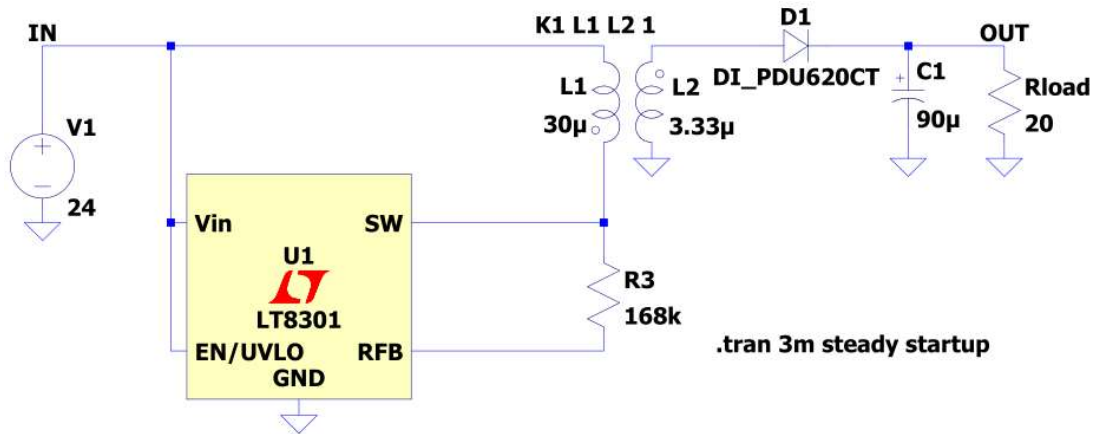 IN
K1 L1 L2 1
D1
OUT
DI_PDU620CT
L1
30µ
L2
3.33µ
C1
90µ
Rload
20
V1
24
Vin
SW
U1
LT8301
EN/UVLO
RFB
GND
R3
168k
.tran 3m steady startup